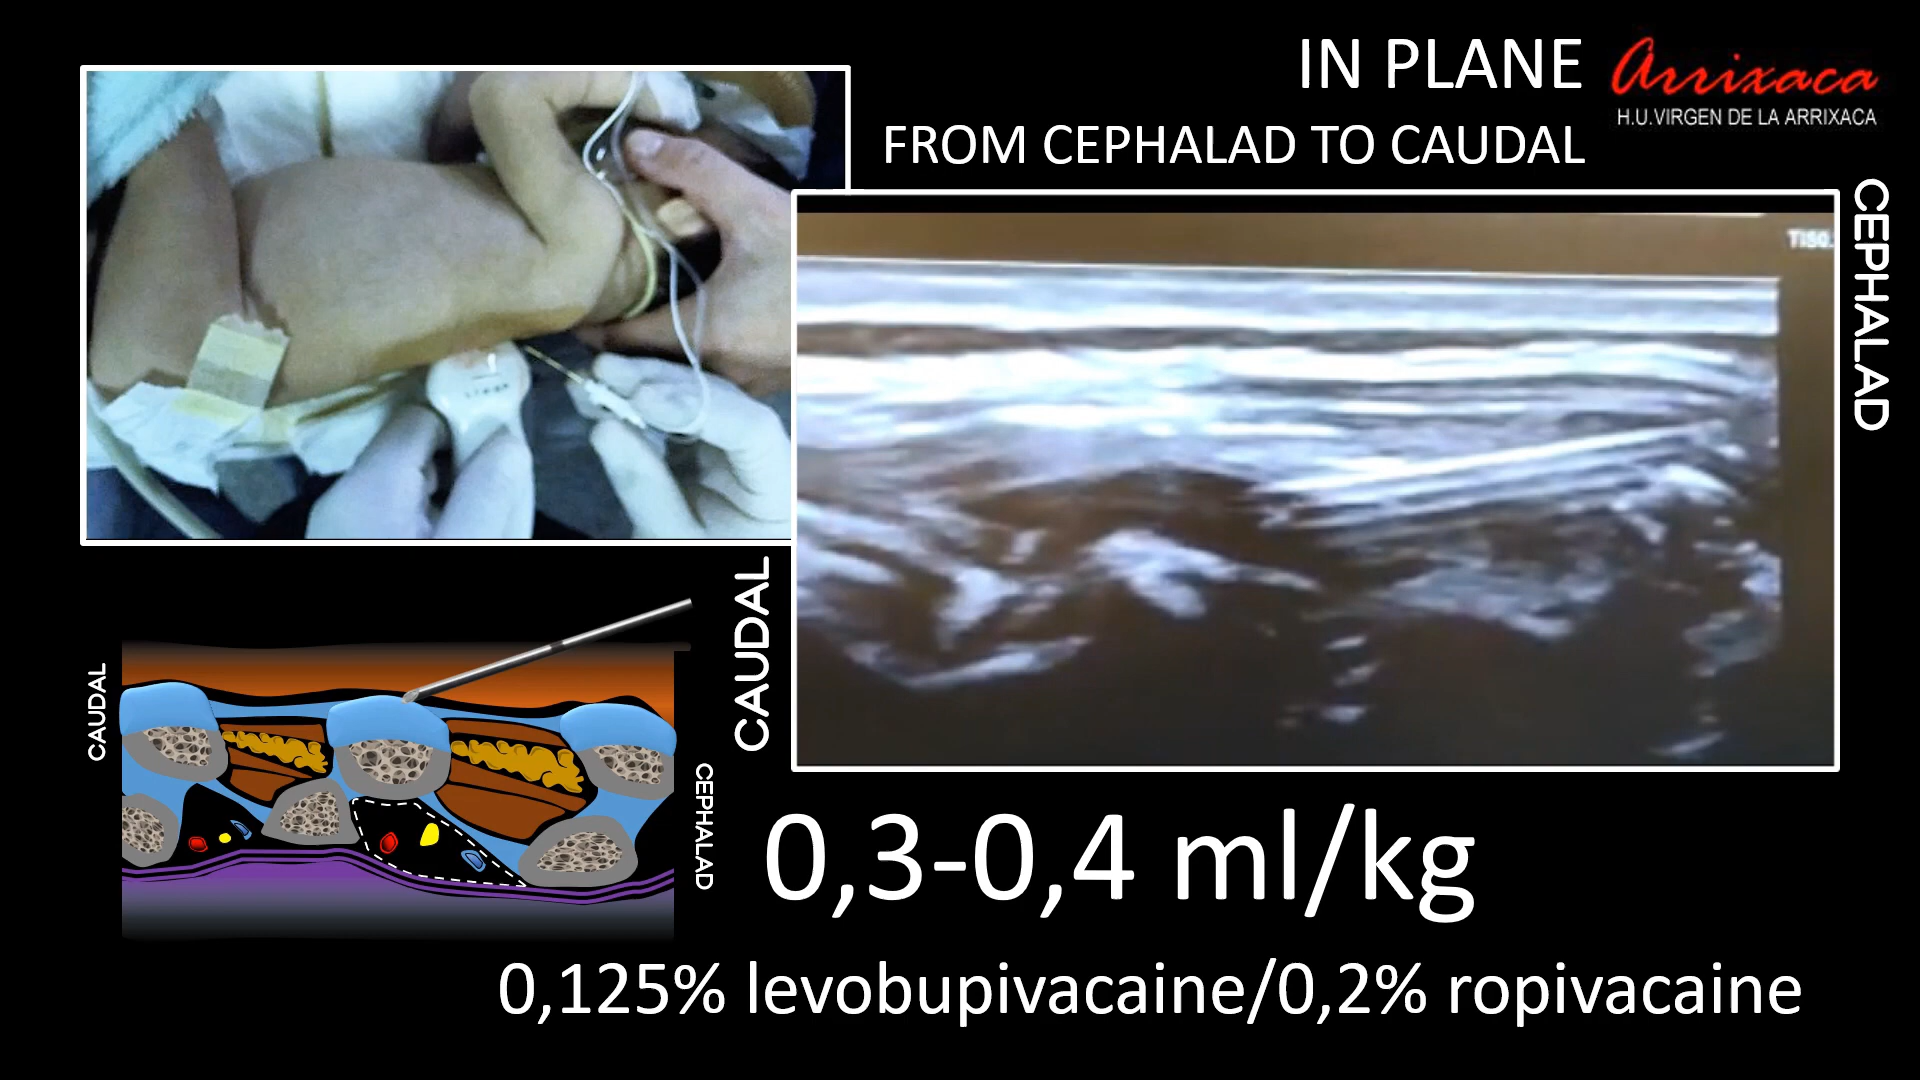 IN PLANE
Arrixaca
H.U.VIRGEN DE LA ARRIXACA
FROM CEPHALAD TO CAUDAL
CEPHALAD
CAUDAL
CAUDAL
CEPHALAD
0,3-0,4 ml/kg
0,125% levobupivacaine/0,2% ropivacaine